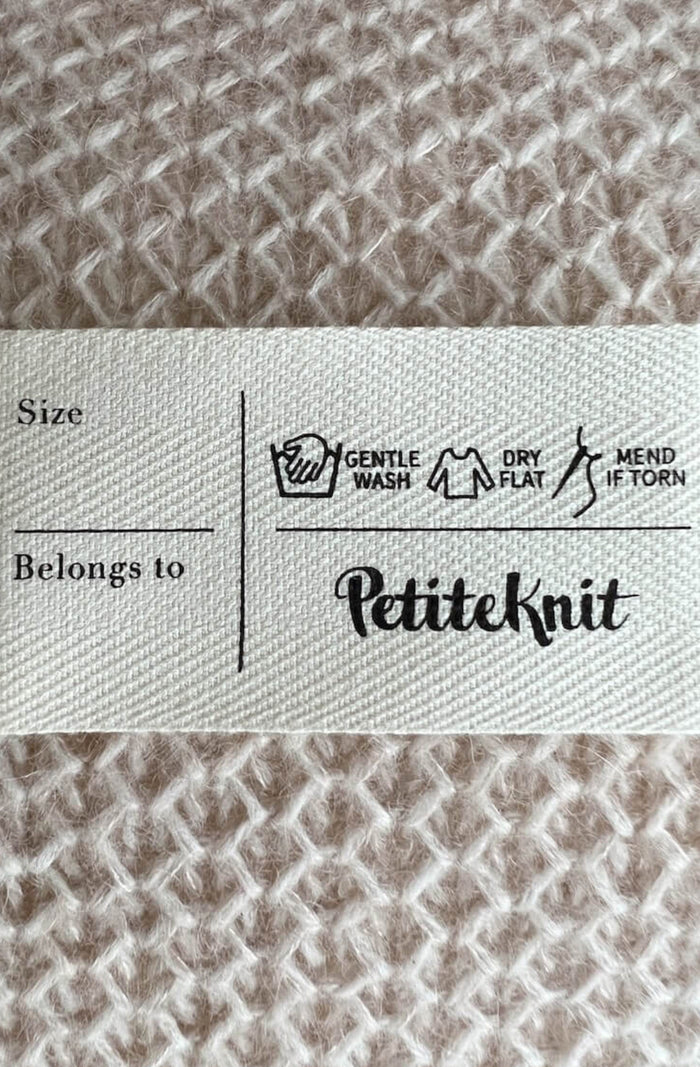 Size
Belongs to
GENTLE
WASH
DRY
FLAT
MEND
IF TORN
PetiteKnit